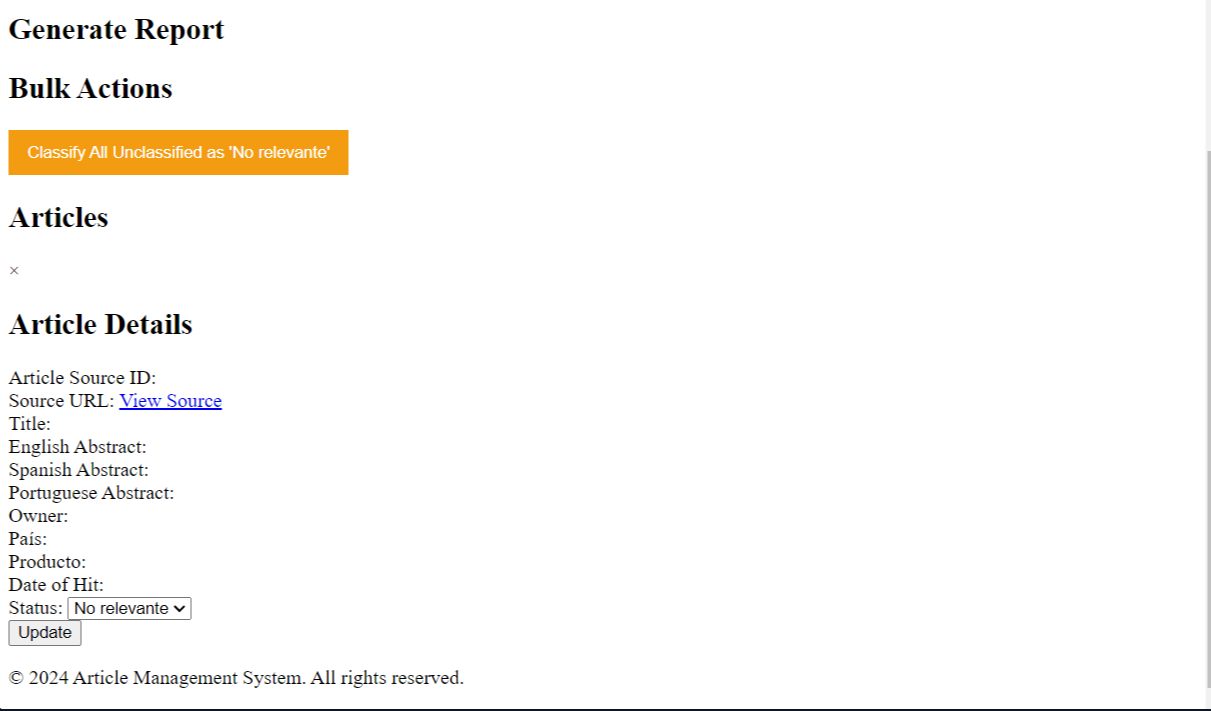 Generate Report
Bulk Actions
Classify All Unclassified as 'No relevante'
Articles
×
Article Details
Article Source ID:
Source URL: View Source
Title:
English Abstract:
Spanish Abstract:
Portuguese Abstract:
Owner:
País:
Producto:
Date of Hit:
Status: No relevante
Update
© 2024 Article Management System. All rights reserved.